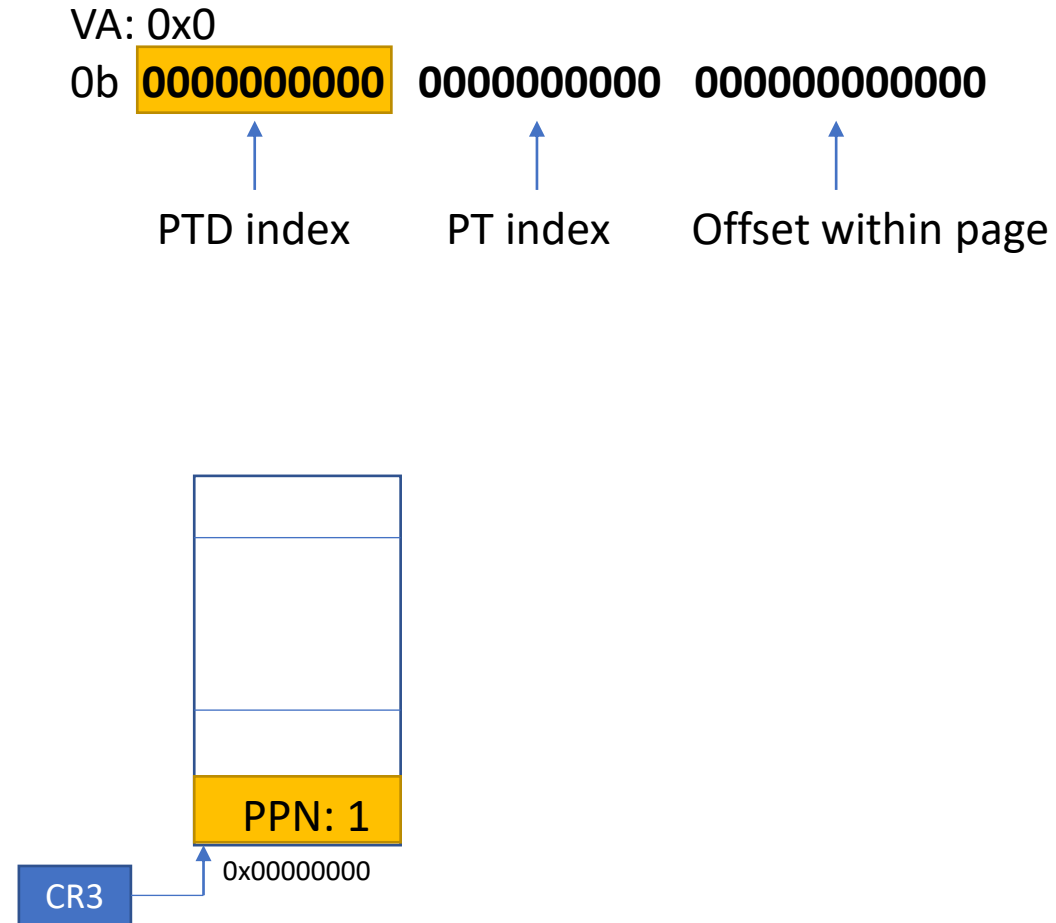 VA: 0x0
0b 0000000000 0000000000 000000000000
PTD index PT index Offset within page
PPN: 1
0x00000000
CR3